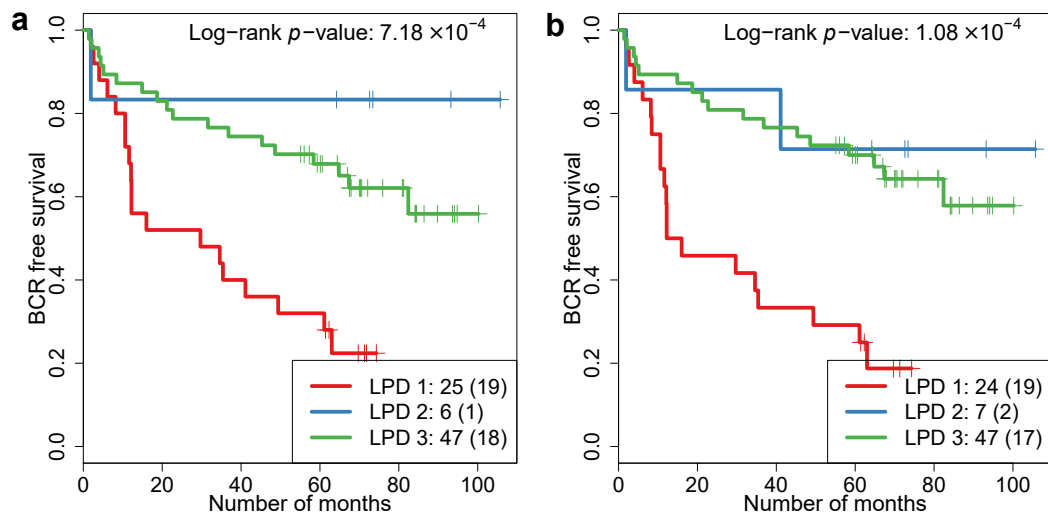 a
Log-rank p-value: 7.18 ×10⁻⁴
BCR free survival
1.0
0.8
0.6
0.4
0.2
0.0
LPD 1: 25 (19)
LPD 2: 6 (1)
LPD 3: 47 (18)
0 20 40 60 80 100
Number of months
b
Log-rank p-value: 1.08 ×10⁻⁴
BCR free survival
1.0
0.8
0.6
0.4
0.2
0.0
LPD 1: 24 (19)
LPD 2: 7 (2)
LPD 3: 47 (17)
0 20 40 60 80 100
Number of months